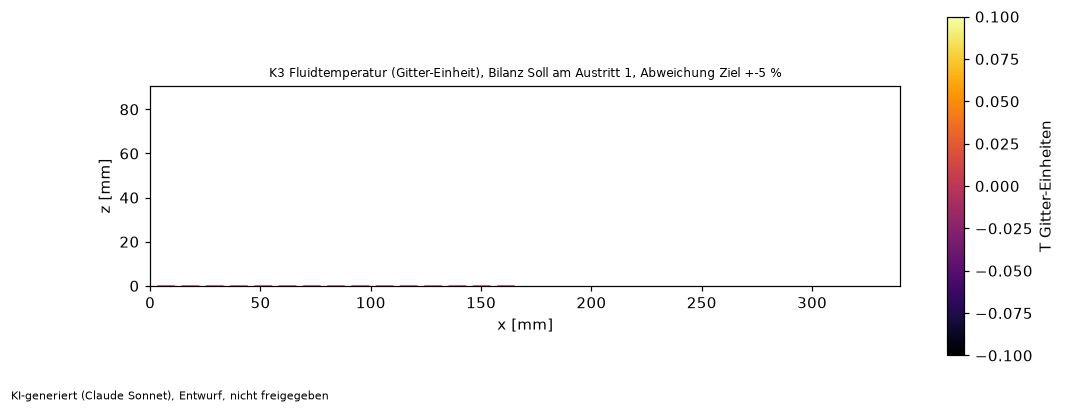 K3 Fluidtemperatur (Gitter-Einheit), Bilanz Soll am Austritt 1, Abweichung Ziel +-5 %
80
60
40
20
0
z [mm]
0 50 100 150 200 250 300
x [mm]
0.100
0.075
0.050
0.025
0.000
−0.025
−0.050
−0.075
−0.100
T Gitter-Einheiten
KI-generiert (Claude Sonnet), Entwurf, nicht freigegeben